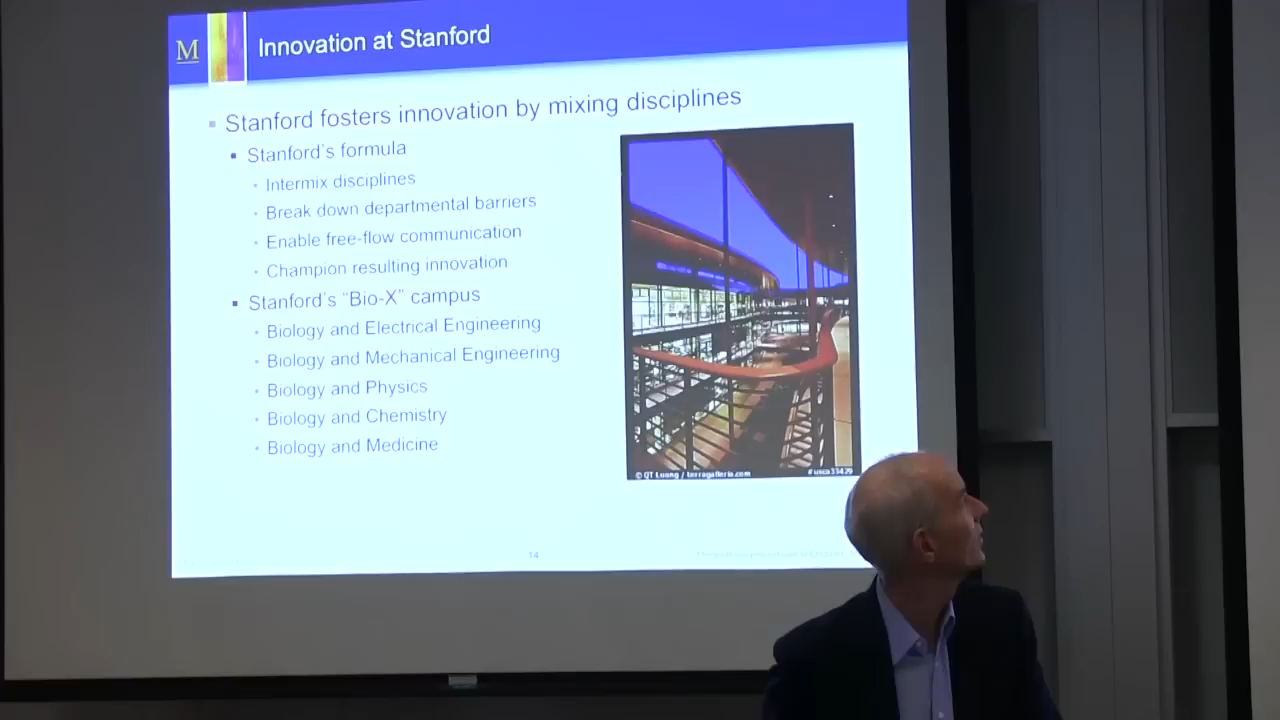 M
Innovation at Stanford
Stanford fosters innovation by mixing disciplines
Stanford's formula
Intermix disciplines
Break down departmental barriers
Enable free-flow communication
Champion resulting innovation
Stanford's "Bio-X" campus
Biology and Electrical Engineering
Biology and Mechanical Engineering
Biology and Physics
Biology and Chemistry
Biology and Medicine
© QT Luong / terragalleria.com
#usca33429
14